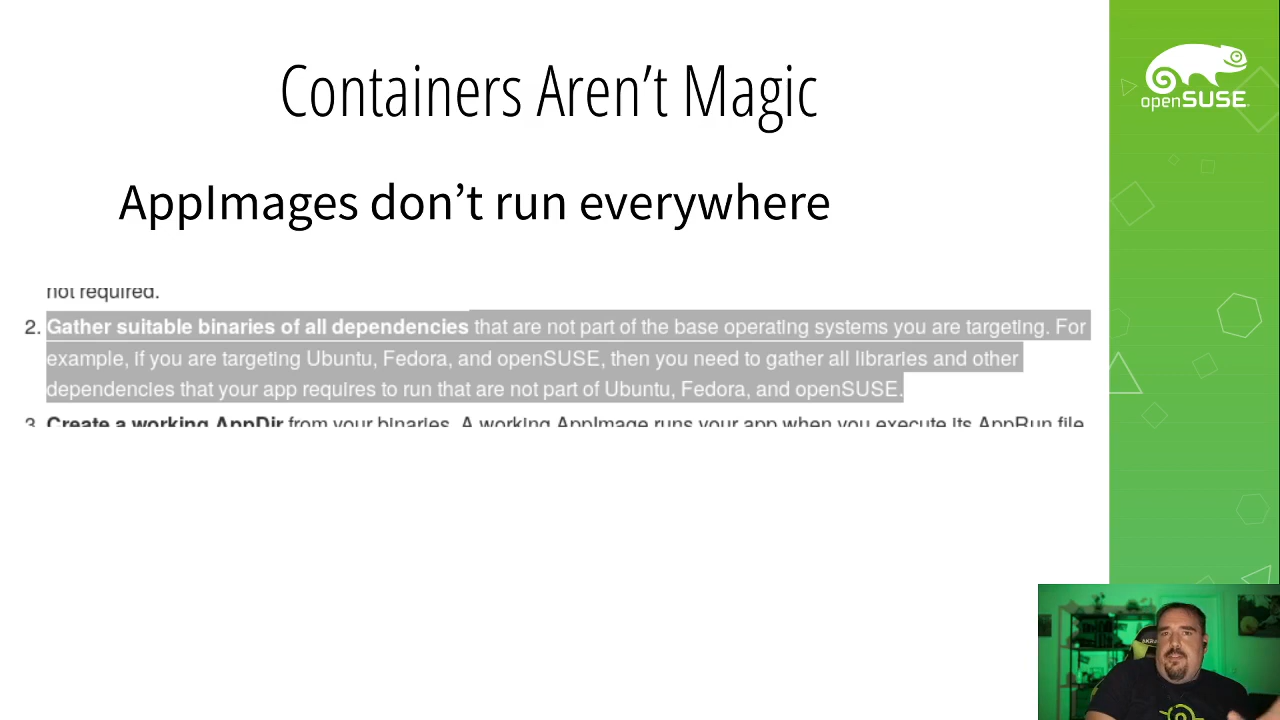 Containers Aren’t Magic
openSUSE
AppImages don’t run everywhere
not required.
2. Gather suitable binaries of all dependencies that are not part of the base operating systems you are targeting. For
example, if you are targeting Ubuntu, Fedora, and openSUSE, then you need to gather all libraries and other
dependencies that your app requires to run that are not part of Ubuntu, Fedora, and openSUSE.
3. Create a working AppDir from your binaries. A working AppImage runs your app when you execute its AppRun file